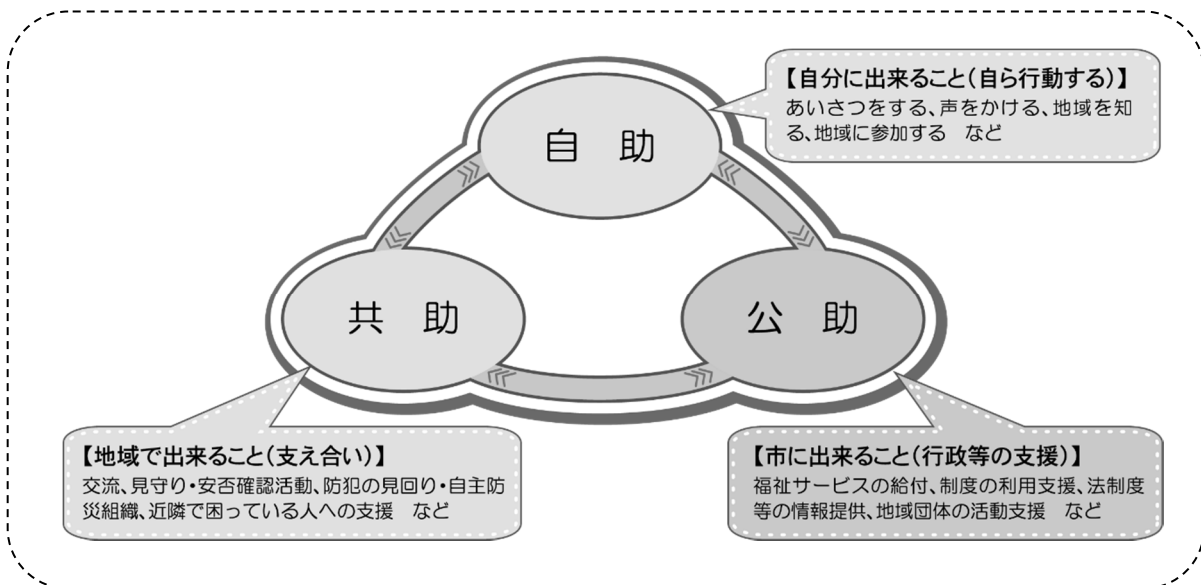 自 助
【自分に出来ること(自ら行動する)】
あいさつをする、声をかける、地域を知
る、地域に参加する など
共 助
公 助
【地域で出来ること(支え合い)】
交流、見守り・安否確認活動、防犯の見回り・自主防
災組織、近隣で困っている人への支援 など
【市に出来ること(行政等の支援)】
福祉サービスの給付、制度の利用支援、法制度
等の情報提供、地域団体の活動支援 など